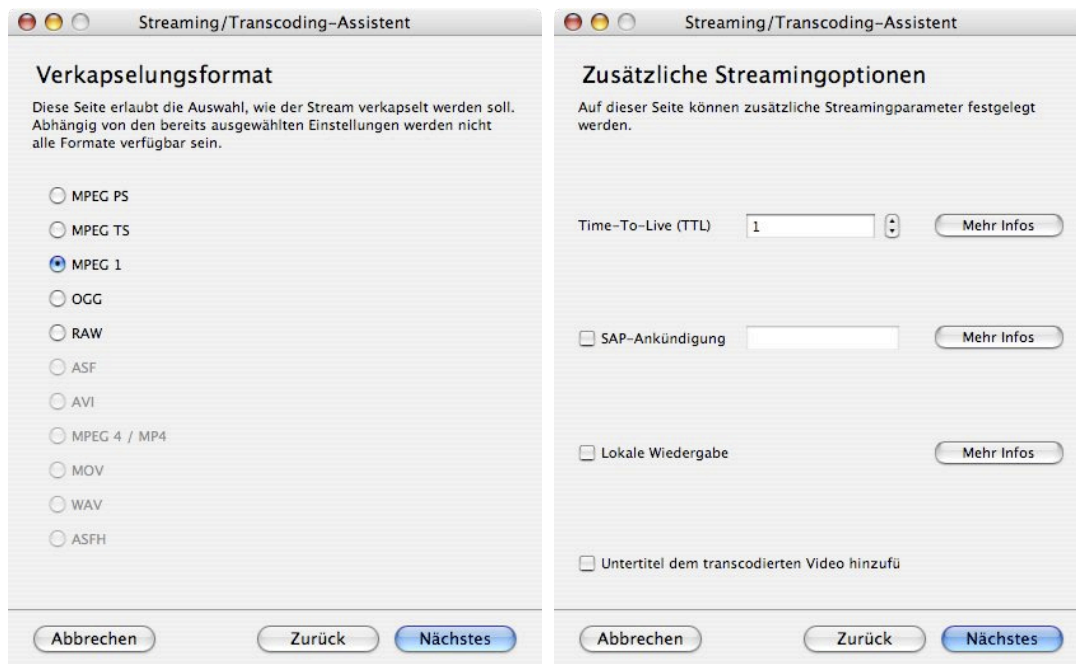 Streaming/Transcoding-Assistent
Verkapselungsformat
Diese Seite erlaubt die Auswahl, wie der Stream verkapselt werden soll.
Abhängig von den bereits ausgewählten Einstellungen werden nicht
alle Formate verfügbar sein.
MPEG PS
MPEG TS
MPEG 1
OGG
RAW
ASF
AVI
MPEG 4 / MP4
MOV
WAV
ASFH
Abbrechen
Zurück
Nächstes
Streaming/Transcoding-Assistent
Zusätzliche Streamingoptionen
Auf dieser Seite können zusätzliche Streamingparameter festgelegt
werden.
Time-To-Live (TTL) 1 Mehr Infos
SAP-Ankündigung Mehr Infos
Lokale Wiedergabe Mehr Infos
Untertitel dem transcodierten Video hinzufü
Abbrechen
Zurück
Nächstes